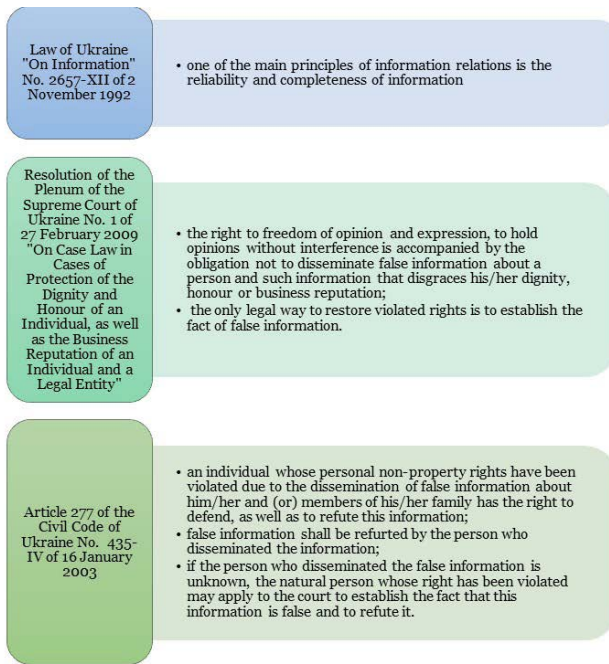 Law of Ukraine
"On Information"
No. 2657-XII of 2
November 1992
• one of the main principles of information relations is the
reliability and completeness of information
Resolution of the
Plenum of the
Supreme Court of
Ukraine No. 1 of
27 February 2009
"On Case Law in
Cases of
Protection of the
Dignity and
Honour of an
Individual, as well
as the Business
Reputation of an
Individual and a
Legal Entity"
• the right to freedom of opinion and expression, to hold
opinions without interference is accompanied by the
obligation not to disseminate false information about a
person and such information that disgraces his/her dignity,
honour or business reputation;
• the only legal way to restore violated rights is to establish the
fact of false information.
Article 277 of the
Civil Code of
Ukraine No. 435-
IV of 16 January
2003
• an individual whose personal non-property rights have been
violated due to the dissemination of false information about
him/her and (or) members of his/her family has the right to
defend, as well as to refute this information;
• false information shall be refurted by the person who
disseminated the information;
• if the person who disseminated the false information is
unknown, the natural person whose right has been violated
may apply to the court to establish the fact that this
information is false and to refute it.